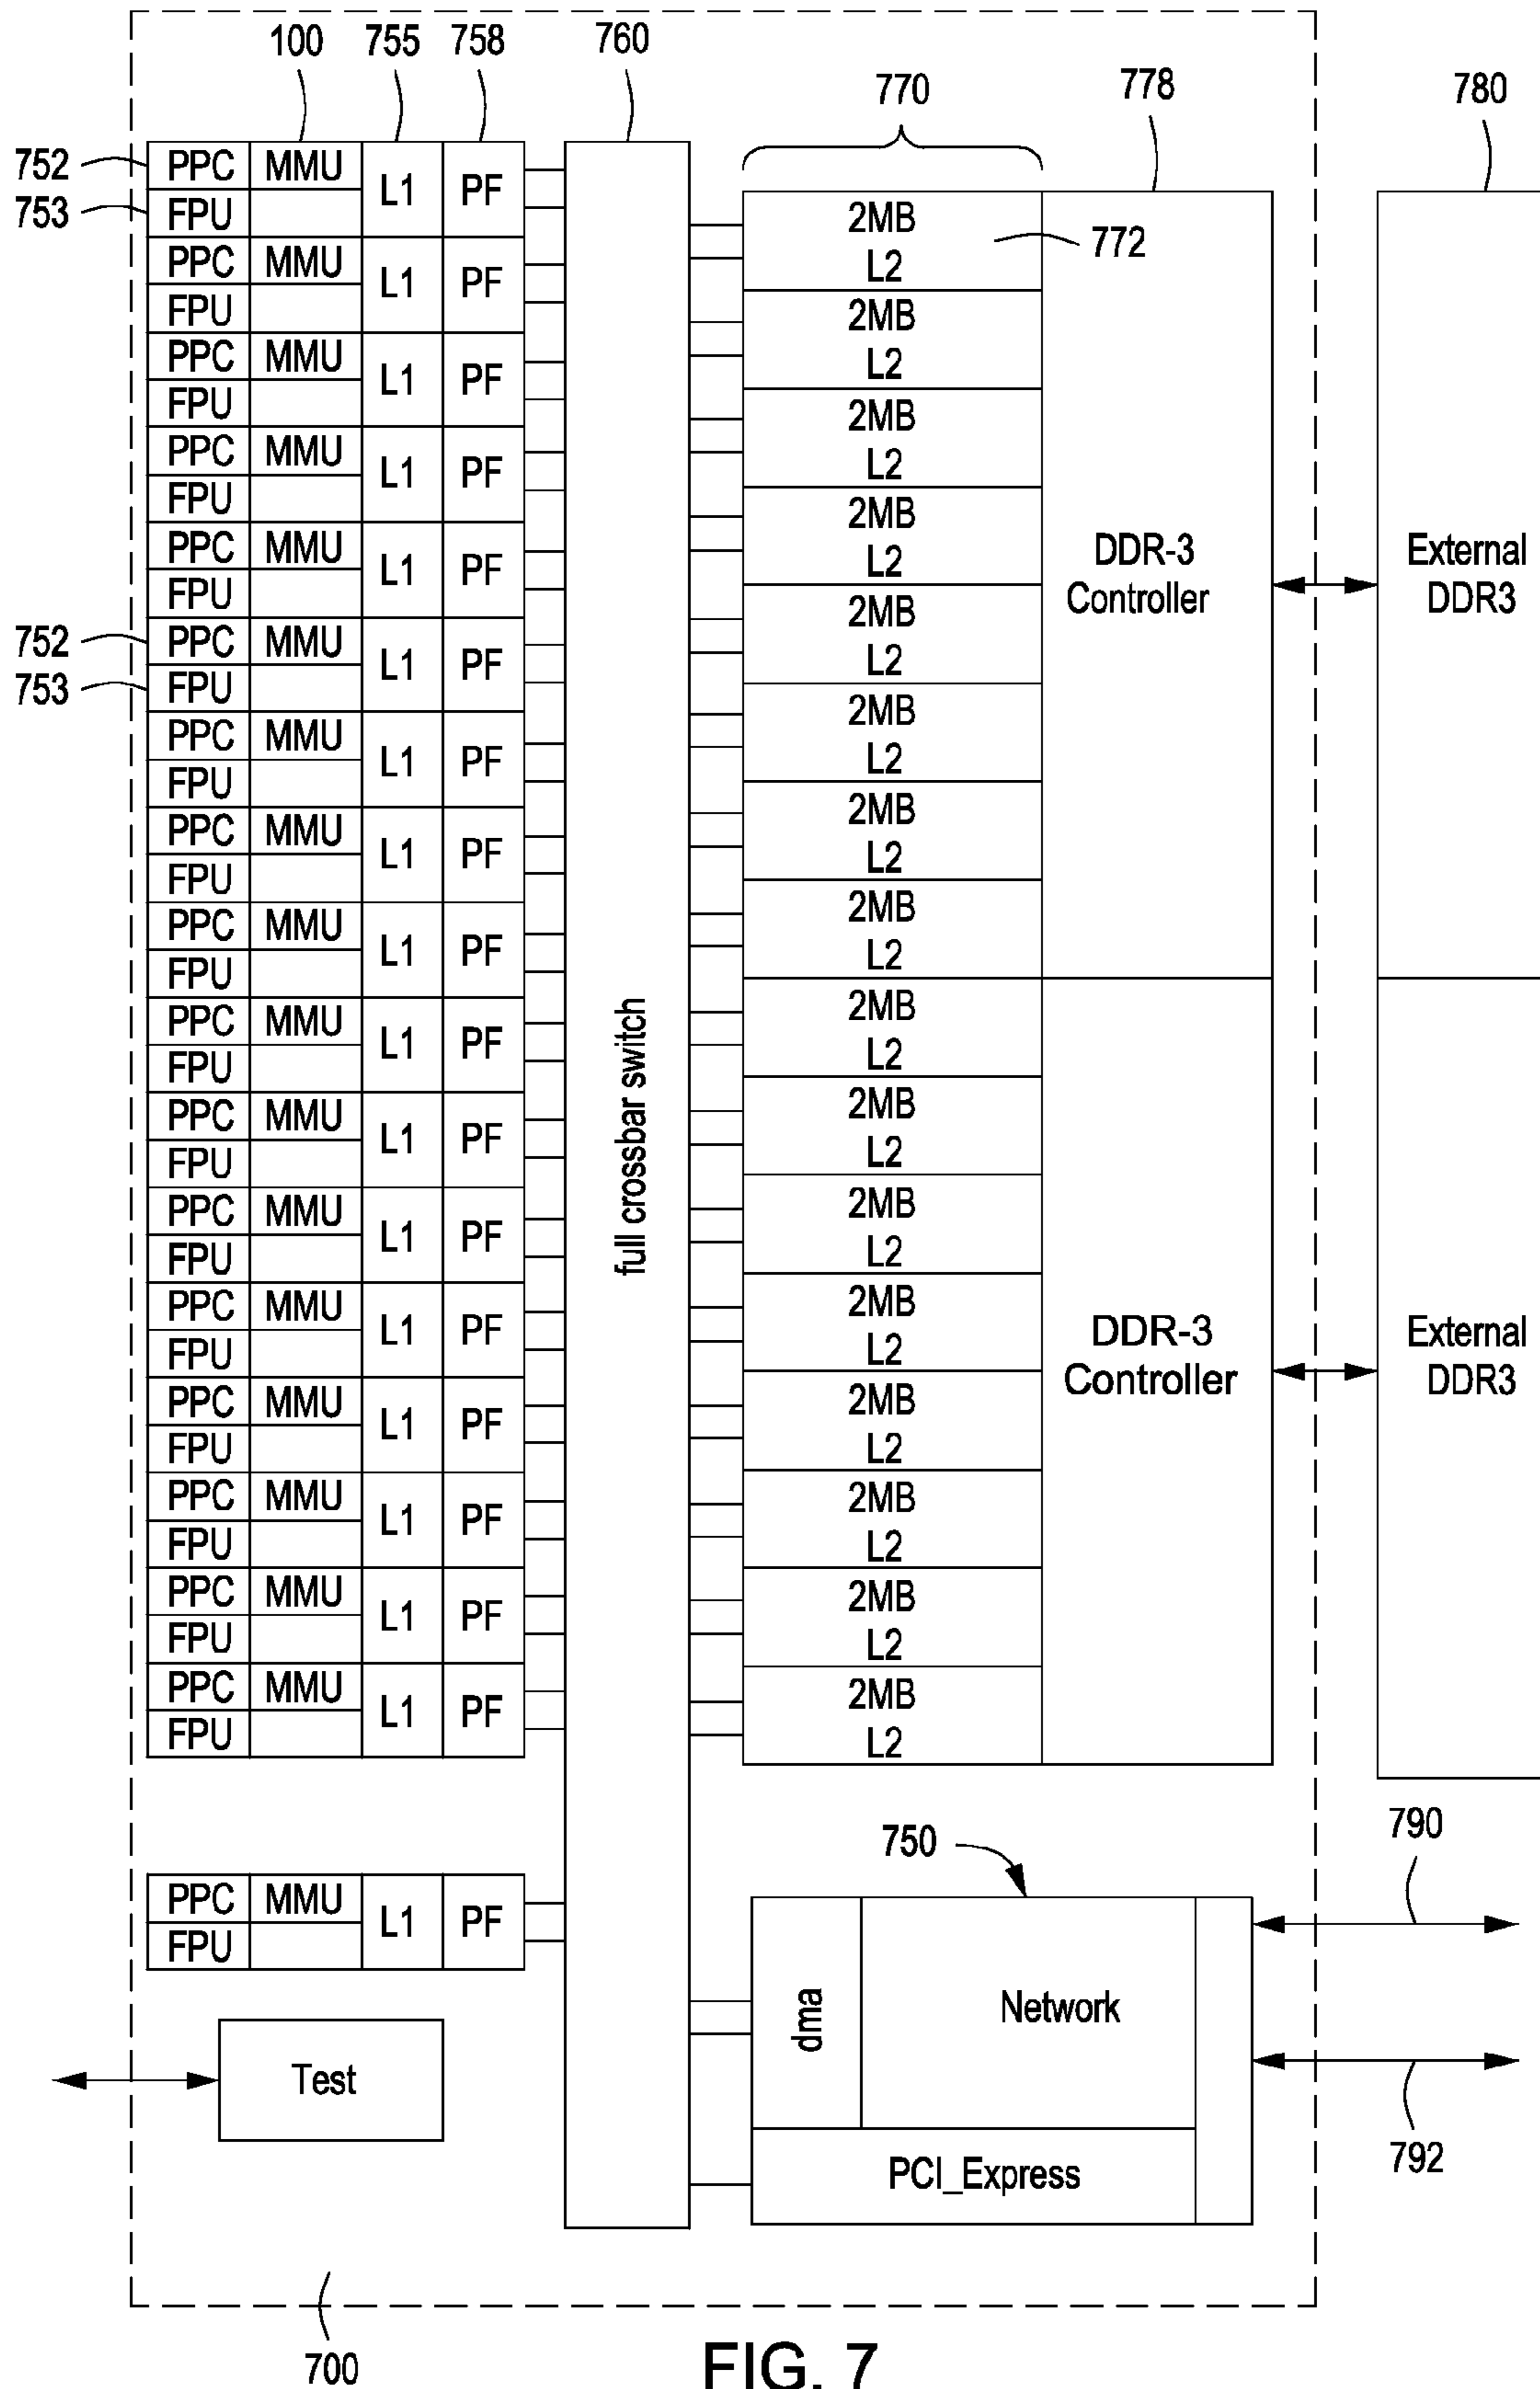 100 755 758 760
770 778 780
752 PPC MMU L1 PF
753 FPU
PPC MMU L1 PF
FPU
PPC MMU L1 PF
FPU
PPC MMU L1 PF
FPU
PPC MMU L1 PF
FPU
752 PPC MMU L1 PF
753 FPU
PPC MMU L1 PF
FPU
PPC MMU L1 PF
FPU
PPC MMU L1 PF
FPU
PPC MMU L1 PF
FPU
PPC MMU L1 PF
FPU
PPC MMU L1 PF
FPU
PPC MMU L1 PF
FPU
PPC MMU L1 PF
FPU
PPC MMU L1 PF
FPU
PPC MMU L1 PF
FPU
PPC MMU L1 PF
FPU
PPC MMU L1 PF
FPU
Test
full crossbar switch
2MB
L2
772
2MB
L2
2MB
L2
2MB
L2
2MB
L2
2MB
L2
2MB
L2
2MB
L2
2MB
L2
2MB
L2
2MB
L2
2MB
L2
2MB
L2
2MB
L2
2MB
L2
2MB
L2
DDR-3
Controller
External
DDR3
DDR-3
Controller
External
DDR3
750
790
dma
Network
792
PCI_Express
700
FIG. 7